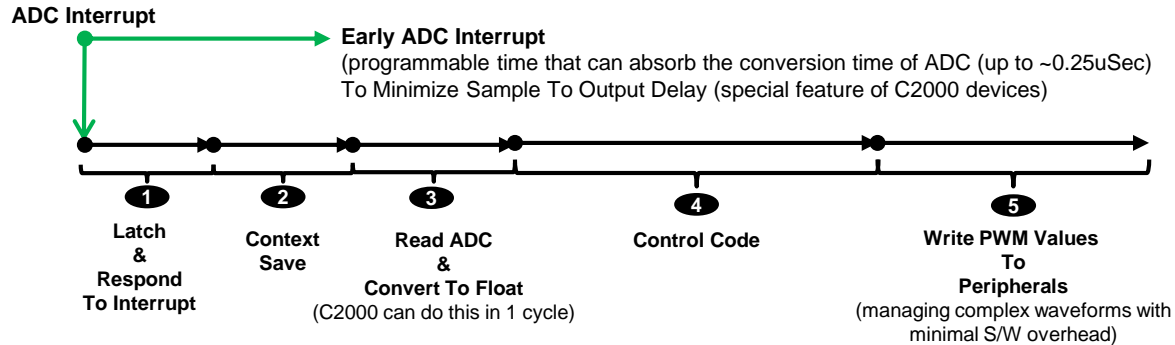 ADC Interrupt
Early ADC Interrupt
(programmable time that can absorb the conversion time of ADC (up to ~0.25uSec)
To Minimize Sample To Output Delay (special feature of C2000 devices)
1
2
3
4
5
Latch
&
Respond
To Interrupt
Context
Save
Read ADC
&
Convert To Float
(C2000 can do this in 1 cycle)
Control Code
Write PWM Values
To
Peripherals
(managing complex waveforms with
minimal S/W overhead)